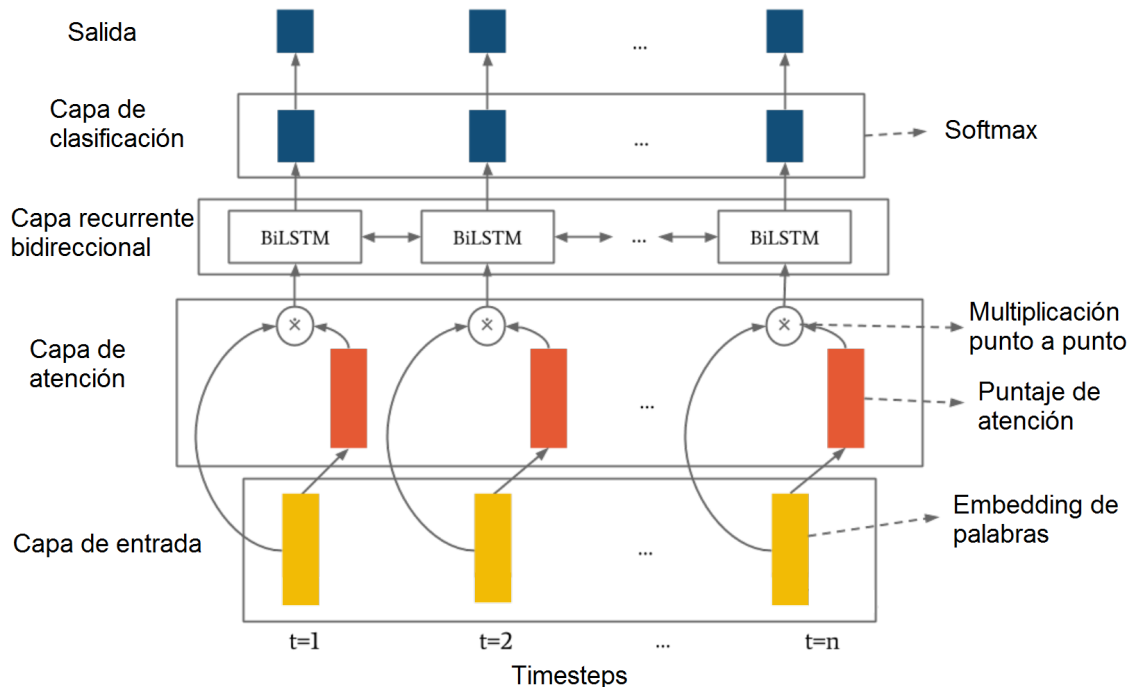 Salida
...
Capa de
clasificación
...
Softmax
Capa recurrente
bidireccional
BiLSTM
BiLSTM
...
BiLSTM
Capa de
atención
ẋ
ẋ
ẋ
Multiplicación
punto a punto
...
Puntaje de
atención
Capa de entrada
...
Embedding de
palabras
t=1
t=2
...
t=n
Timesteps